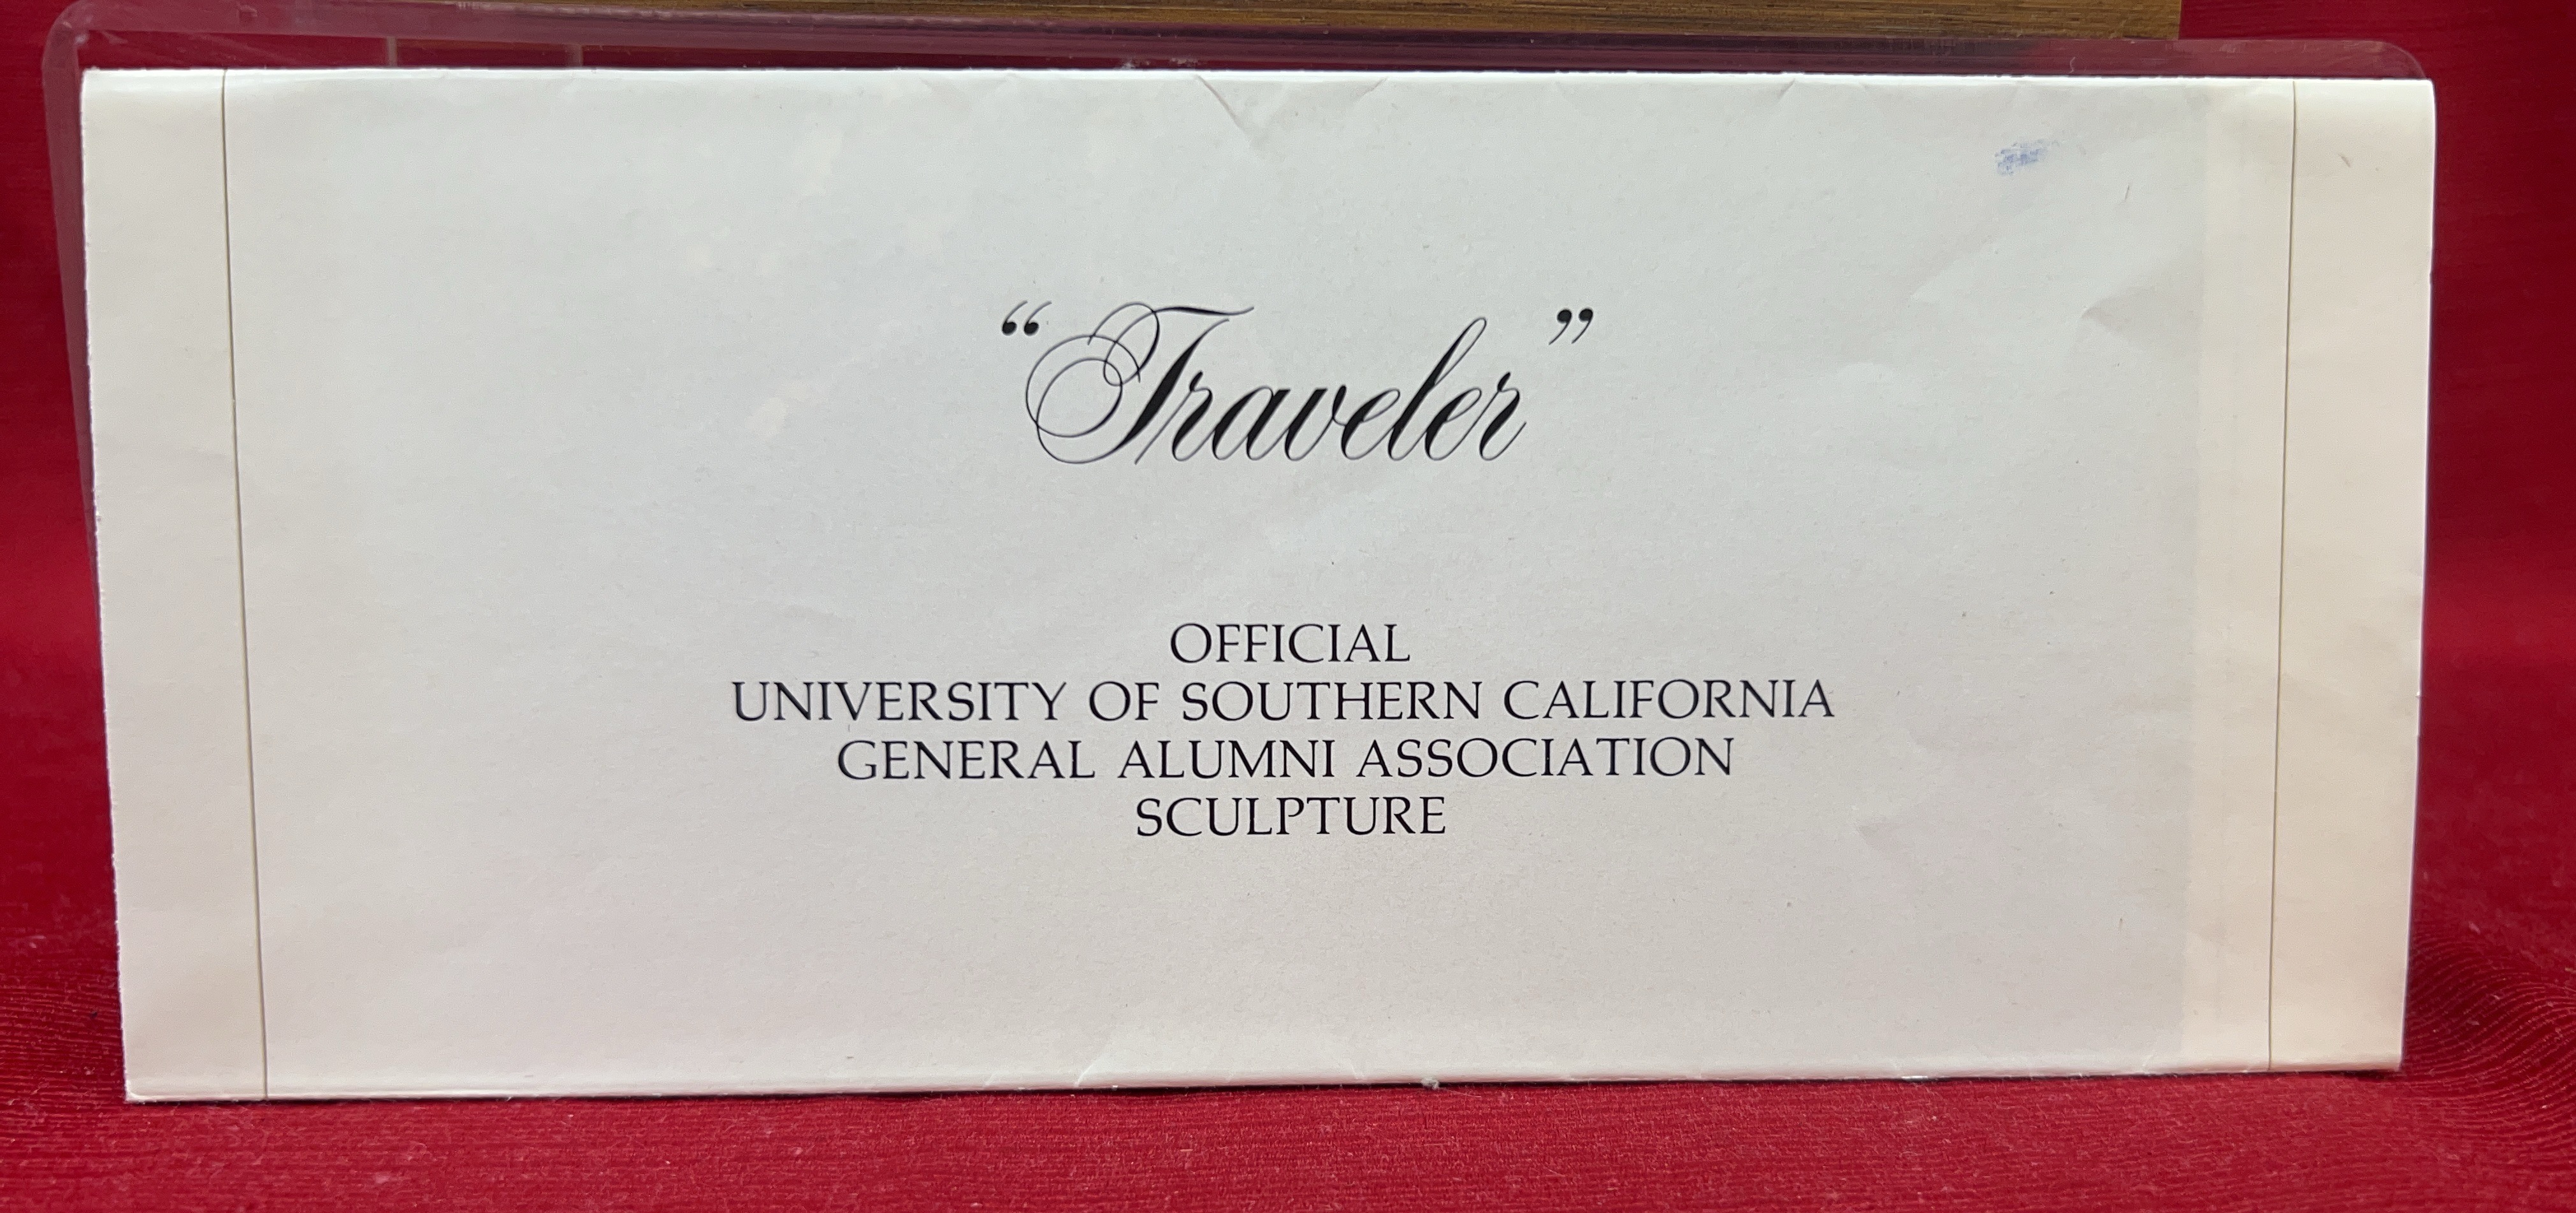 “Traveler”
OFFICIAL
UNIVERSITY OF SOUTHERN CALIFORNIA
GENERAL ALUMNI ASSOCIATION
SCULPTURE